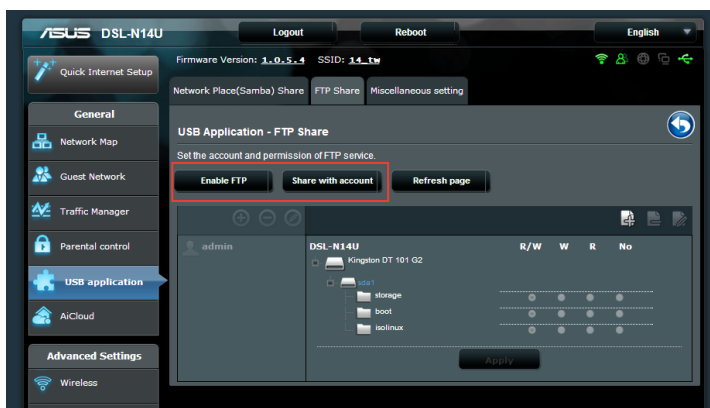 ASUS DSL-N14U Logout Reboot English
Firmware Version: 1.0.5.4 SSID: 14_tw
Quick Internet Setup
Network Place(Samba) Share FTP Share Miscellaneous setting
General
Network Map
Guest Network
Traffic Manager
Parental control
USB application
AiCloud
Advanced Settings
Wireless
USB Application - FTP Share
Set the account and permission of FTP service.
Enable FTP Share with account Refresh page
admin DSL-N14U R/W W R No
Kingston DT 101 G2
sda1
storage
boot
isolinux
Apply